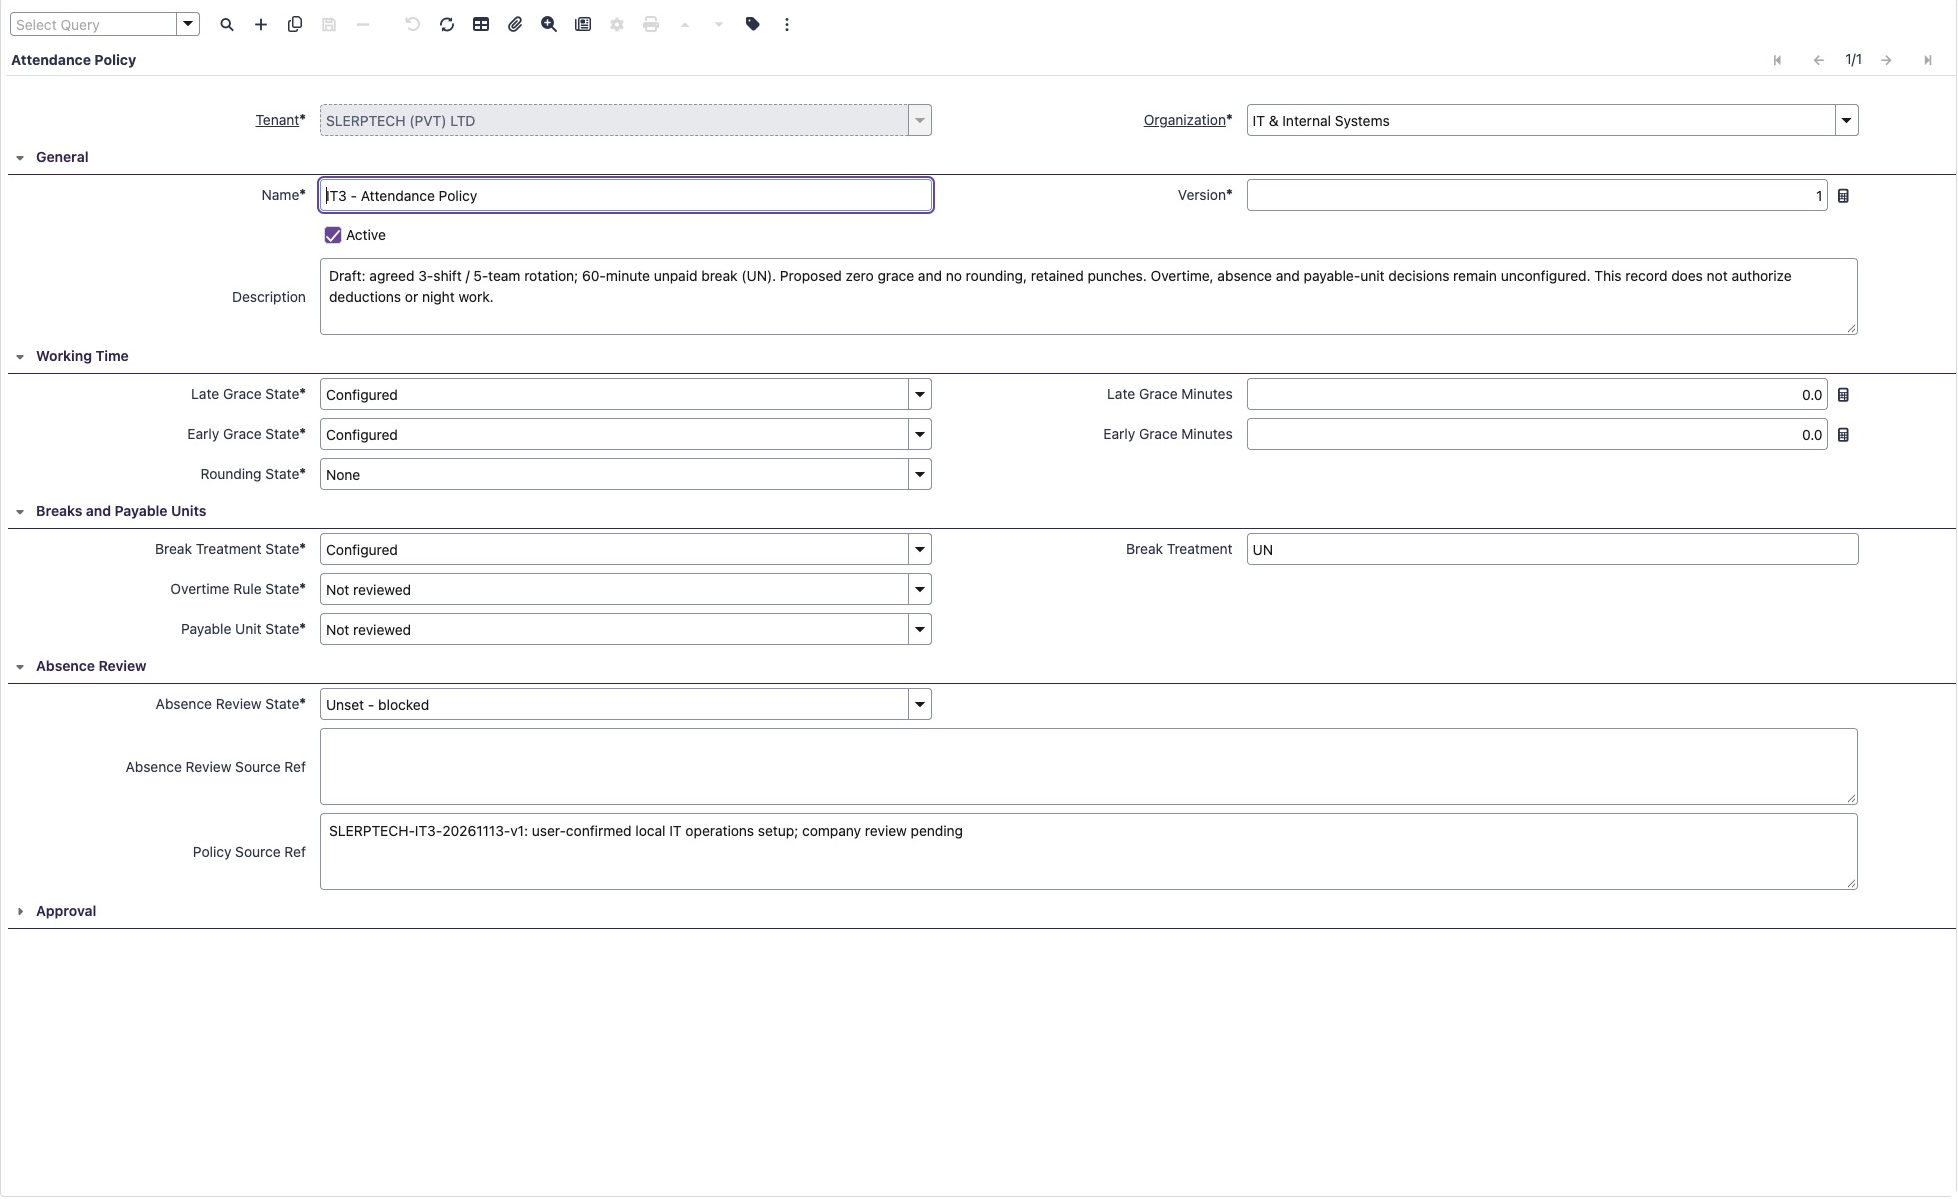 Select Query
Attendance Policy
1/1
Tenant* SLERPTECH (PVT) LTD Organization* IT & Internal Systems
General
Name* IT3 - Attendance Policy Version* 1
Active
Description
Draft: agreed 3-shift / 5-team rotation; 60-minute unpaid break (UN). Proposed zero grace and no rounding, retained punches. Overtime, absence and payable-unit decisions remain unconfigured. This record does not authorize
deductions or night work.
Working Time
Late Grace State* Configured Late Grace Minutes 0.0
Early Grace State* Configured Early Grace Minutes 0.0
Rounding State* None
Breaks and Payable Units
Break Treatment State* Configured Break Treatment UN
Overtime Rule State* Not reviewed
Payable Unit State* Not reviewed
Absence Review
Absence Review State* Unset - blocked
Absence Review Source Ref
Policy Source Ref SLERPTECH-IT3-20261113-v1: user-confirmed local IT operations setup; company review pending
Approval